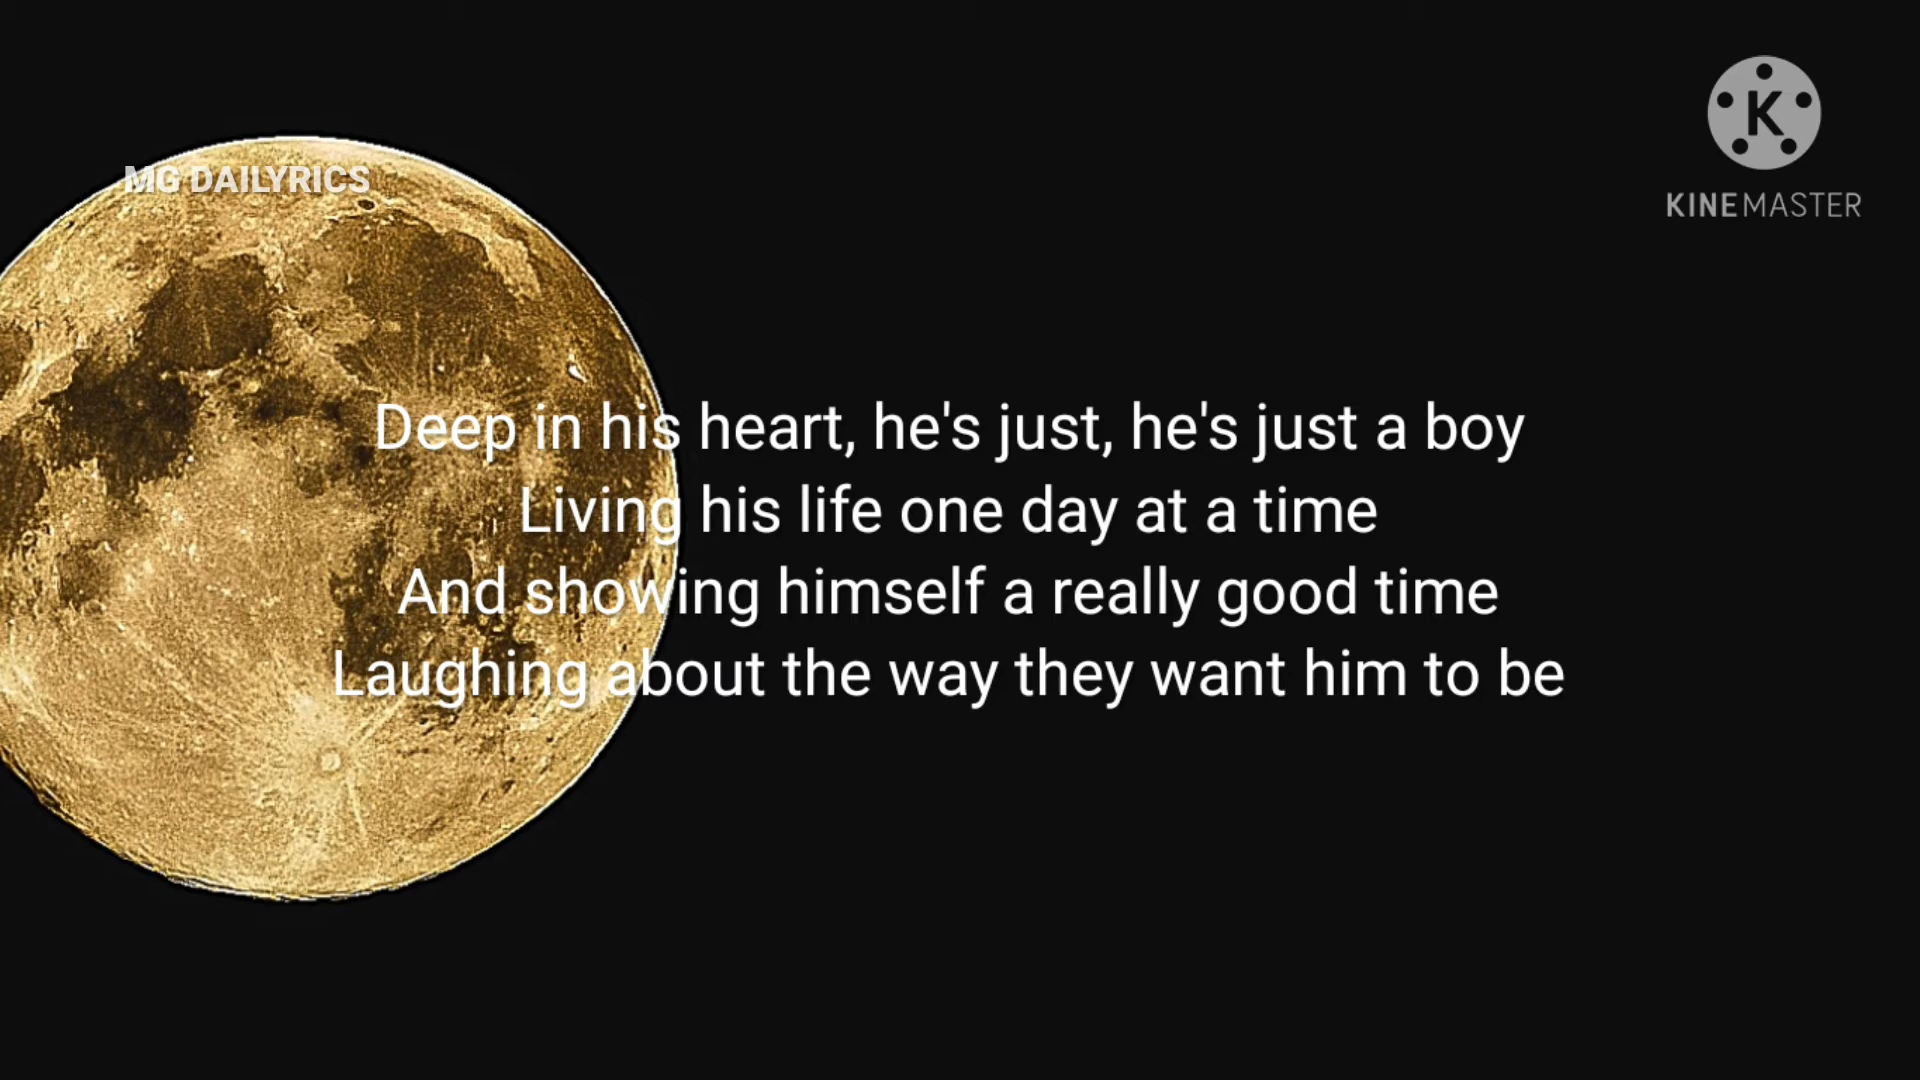 MG DAILYRICS
K
KINEMASTER
Deep in his heart, he's just, he's just a boy
Living his life one day at a time
And showing himself a really good time
Laughing about the way they want him to be